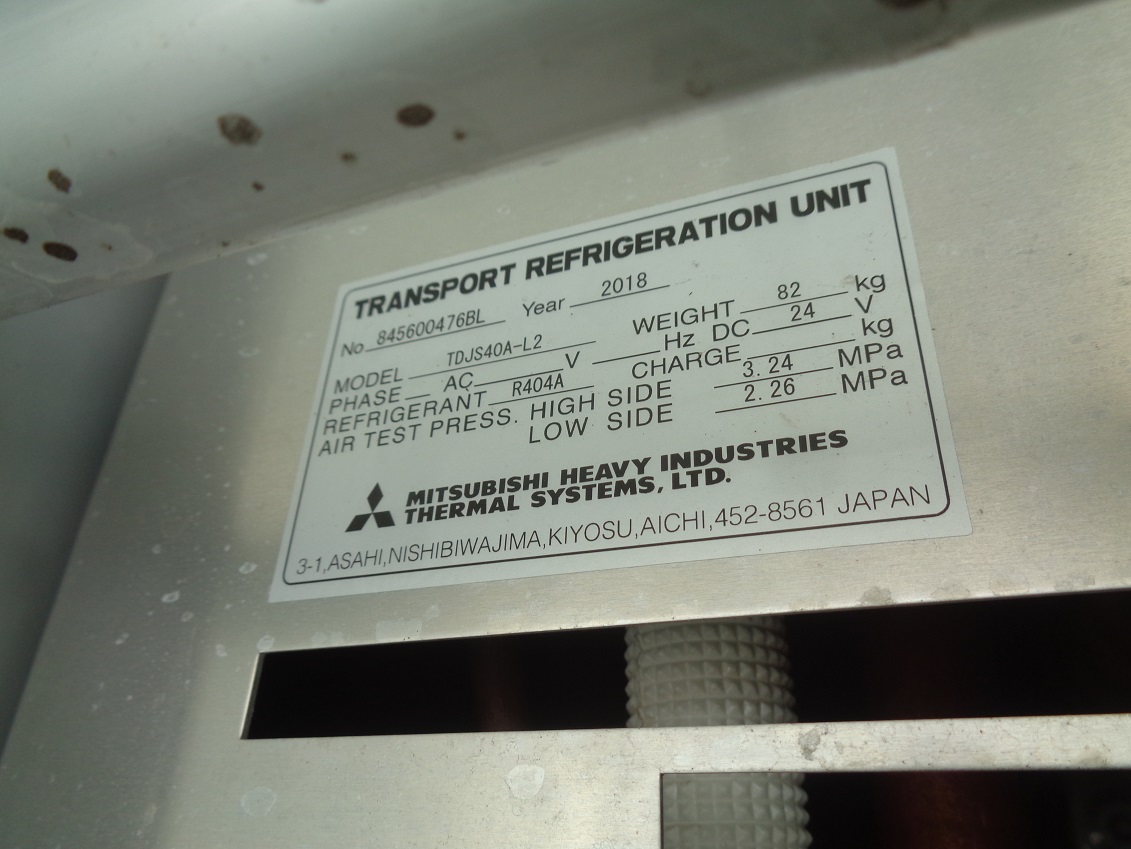 TRANSPORT REFRIGERATION UNIT
No. 845600476BL Year 2018
MODEL TDJS40A-L2 WEIGHT 82 kg
PHASE AC V Hz DC 24 V
REFRIGERANT R404A CHARGE kg
AIR TEST PRESS. HIGH SIDE 3.24 MPa
LOW SIDE 2.26 MPa
MITSUBISHI HEAVY INDUSTRIES
THERMAL SYSTEMS, LTD.
3-1,ASAHI,NISHIBIWAJIMA,KIYOSU,AICHI,452-8561 JAPAN